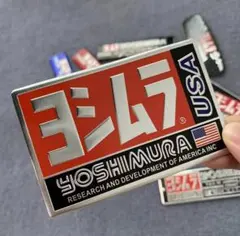 ヨシムラ®
USA
YOSHIMURA
RESEARCH AND DEVELOPMENT OF AMERICA INC